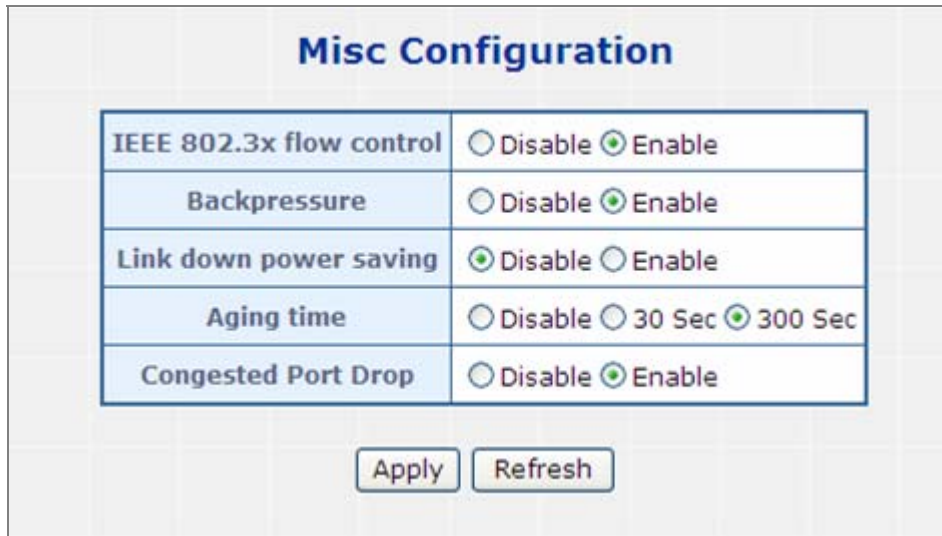 Misc Configuration
IEEE 802.3x flow control Disable Enable
Backpressure Disable Enable
Link down power saving Disable Enable
Aging time Disable 30 Sec 300 Sec
Congested Port Drop Disable Enable
Apply Refresh